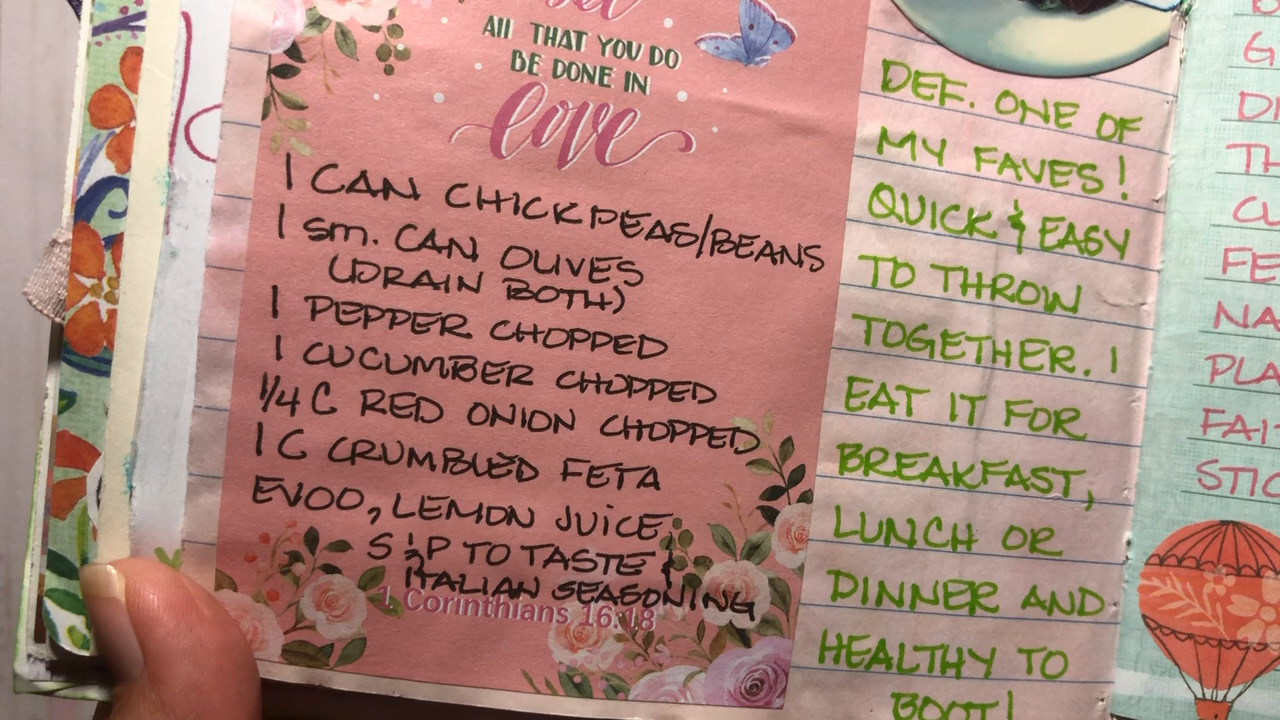 All THAT YOU DO
BE DONE IN
love
1 CAN CHICKPEAS/BEANS
1 sm. CAN OLIVES
(DRAIN BOTH)
1 PEPPER CHOPPED
1 CUCUMBER CHOPPED
1/4 C RED ONION CHOPPED
1 C CRUMBLED FETA
EVOO, LEMON JUICE,
S & P TO TASTE &
ITALIAN SEASONING
1 Corinthians 16:18
DEF. ONE OF
MY FAVES!
QUICK & EASY
TO THROW
TOGETHER. I
EAT IT FOR
BREAKFAST,
LUNCH OR
DINNER AND
HEALTHY TO
BOOT!